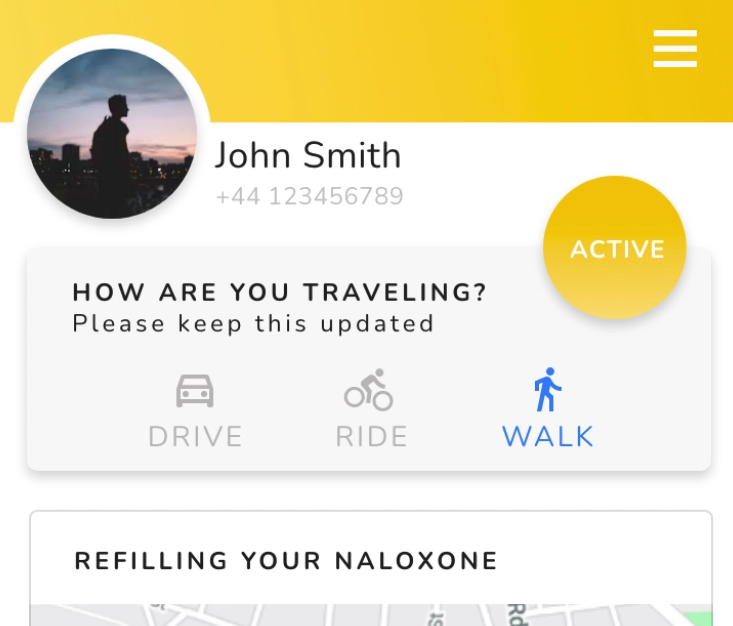 John Smith
+44 123456789
ACTIVE
HOW ARE YOU TRAVELING?
Please keep this updated
DRIVE RIDE WALK
REFILLING YOUR NALOXONE
St
Rd